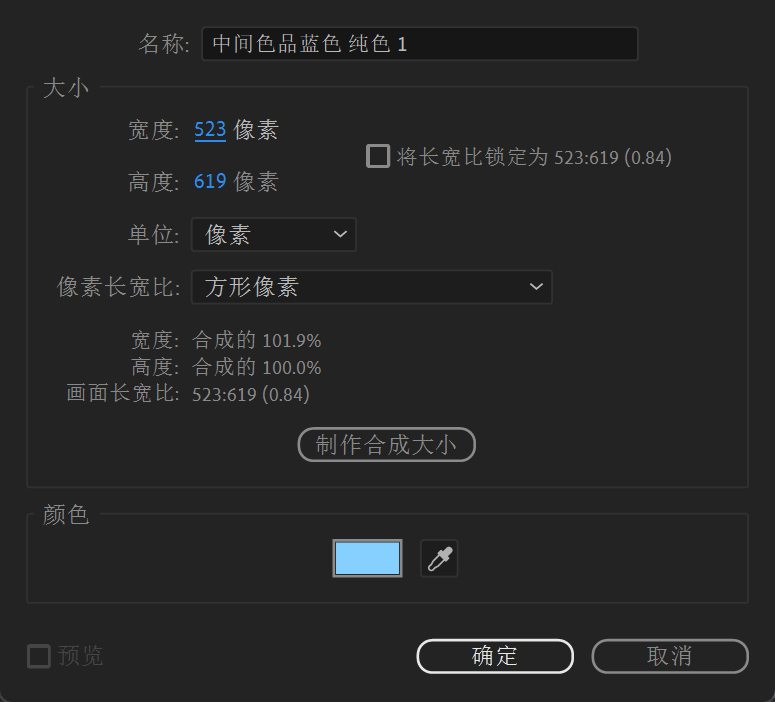 名称: 中间色品蓝色 纯色 1
大小
宽度: 523 像素
将长宽比锁定为 523:619 (0.84)
高度: 619 像素
单位: 像素
像素长宽比: 方形像素
宽度: 合成的 101.9%
高度: 合成的 100.0%
画面长宽比: 523:619 (0.84)
制作合成大小
颜色
预览 确定 取消